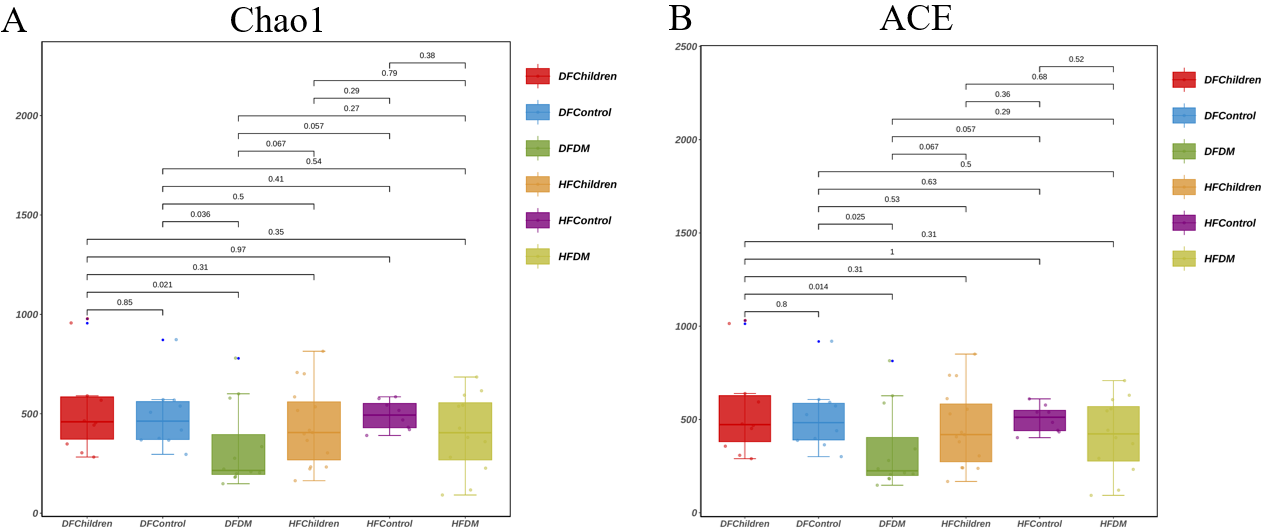 A
Chao1
0.38
0.79
0.29
0.27
0.057
0.067
0.54
0.41
0.5
0.036
0.35
0.97
0.31
0.021
0.85
2000
1500
1000
500
0
DFChildren
DFControl
DFDM
HFChildren
HFControl
HFDM
DFChildren
DFControl
DFDM
HFChildren
HFControl
HFDM
B
ACE
0.52
0.68
0.36
0.29
0.057
0.067
0.5
0.63
0.53
0.025
0.31
1
0.31
0.014
0.8
2500
2000
1500
1000
500
0
DFChildren
DFControl
DFDM
HFChildren
HFControl
HFDM
DFChildren
DFControl
DFDM
HFChildren
HFControl
HFDM